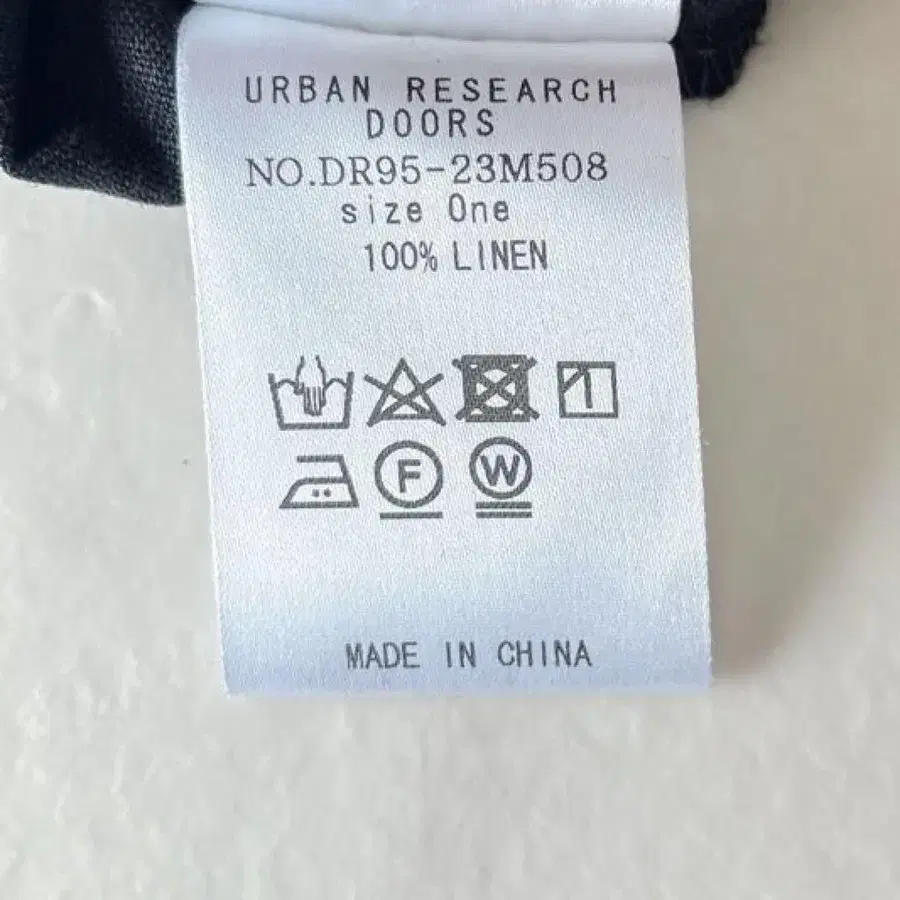 URBAN RESEARCH
DOORS
NO.DR95-23M508
size One
100% LINEN
F W
MADE IN CHINA